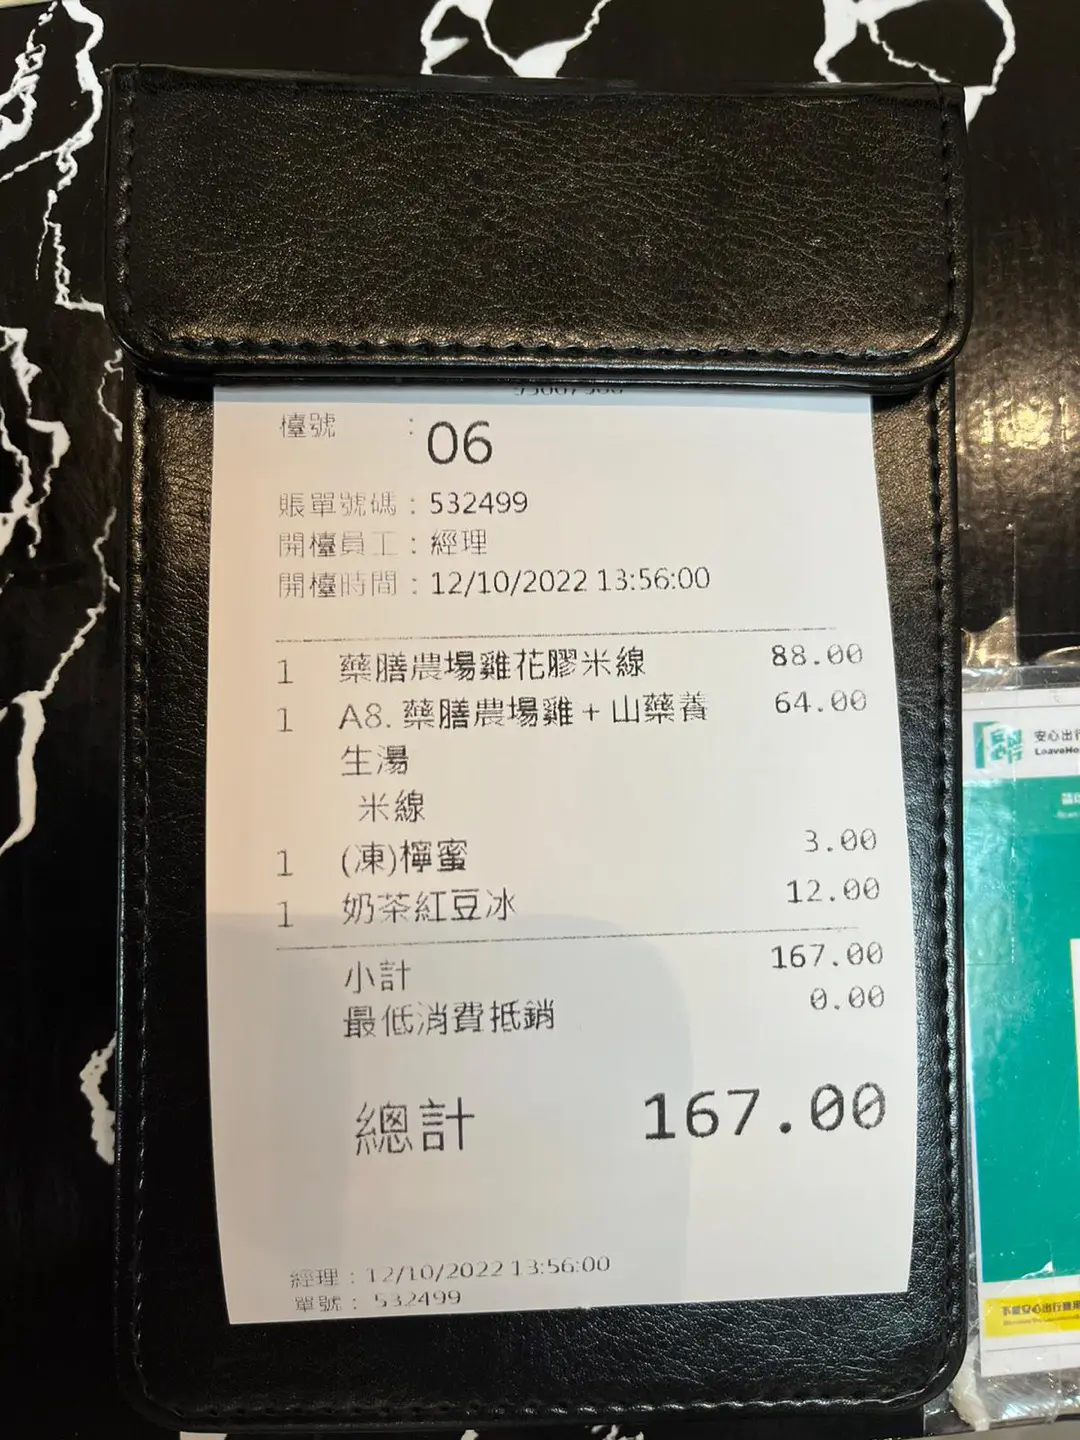 檯號 : 06
賬單號碼 : 532499
開檯員工 : 經理
開檯時間 : 12/10/2022 13:56:00
1 藥膳農場雞花膠米線 88.00
1 A8. 藥膳農場雞 + 山藥養 64.00
生湯
米線
1 (凍)檸蜜 3.00
1 奶茶紅豆冰 12.00
小計 167.00
最低消費抵銷 0.00
總計 167.00
經理 : 12/10/2022 13:56:00
單號 : 532499
安心出行
LeaveHo